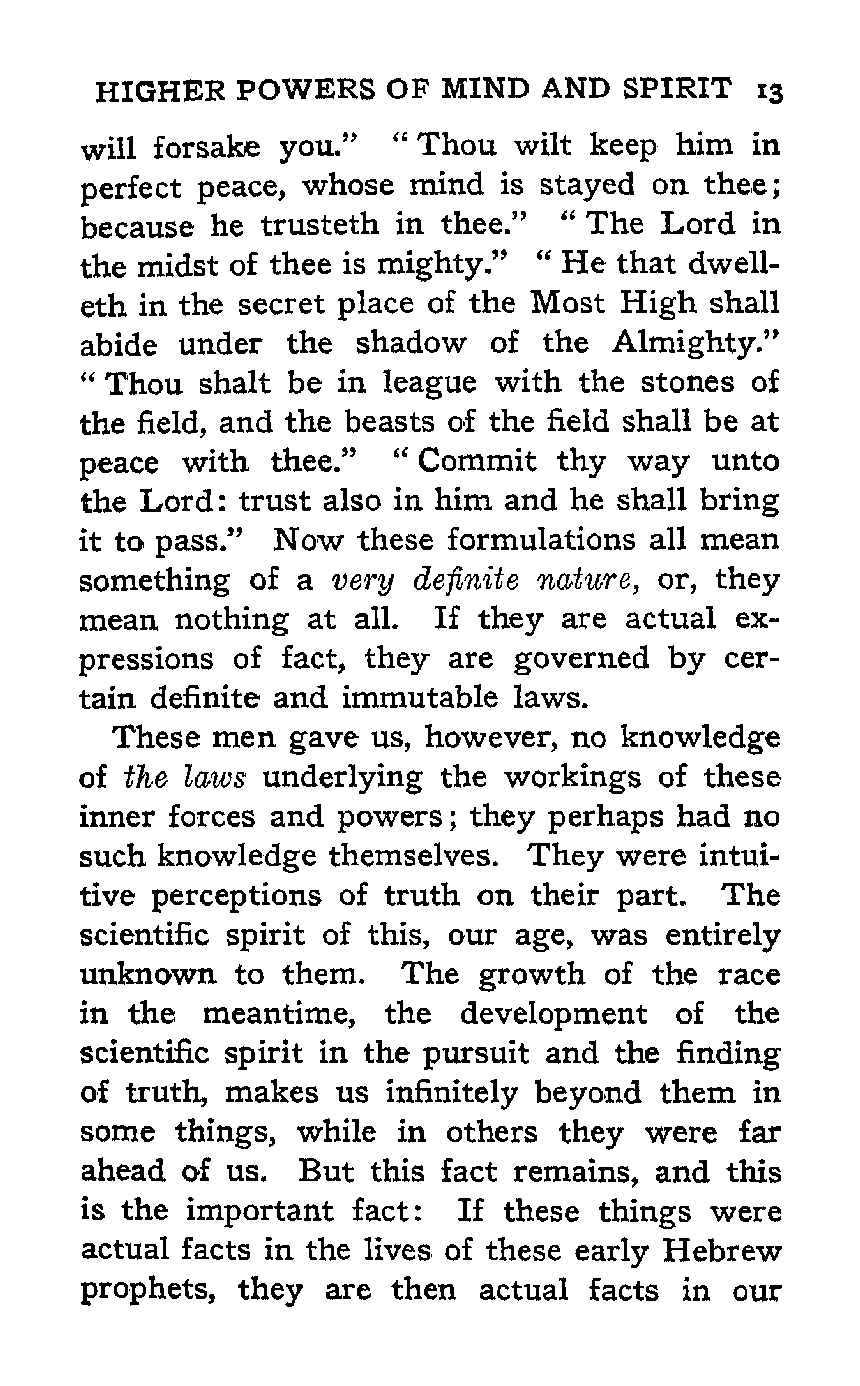 HIGHER POWERS OF MIND AND SPIRIT 13
will forsake you.” “ Thou wilt keep him in
perfect peace, whose mind is stayed on thee;
because he trusteth in thee.” “ The Lord in
the midst of thee is mighty.” “ He that dwell-
eth in the secret place of the Most High shall
abide under the shadow of the Almighty.”
“ Thou shalt be in league with the stones of
the field, and the beasts of the field shall be at
peace with thee.” “ Commit thy way unto
the Lord: trust also in him and he shall bring
it to pass.” Now these formulations all mean
something of a very definite nature, or, they
mean nothing at all. If they are actual ex-
pressions of fact, they are governed by cer-
tain definite and immutable laws.
These men gave us, however, no knowledge
of the laws underlying the workings of these
inner forces and powers; they perhaps had no
such knowledge themselves. They were intui-
tive perceptions of truth on their part. The
scientific spirit of this, our age, was entirely
unknown to them. The growth of the race
in the meantime, the development of the
scientific spirit in the pursuit and the finding
of truth, makes us infinitely beyond them in
some things, while in others they were far
ahead of us. But this fact remains, and this
is the important fact: If these things were
actual facts in the lives of these early Hebrew
prophets, they are then actual facts in our